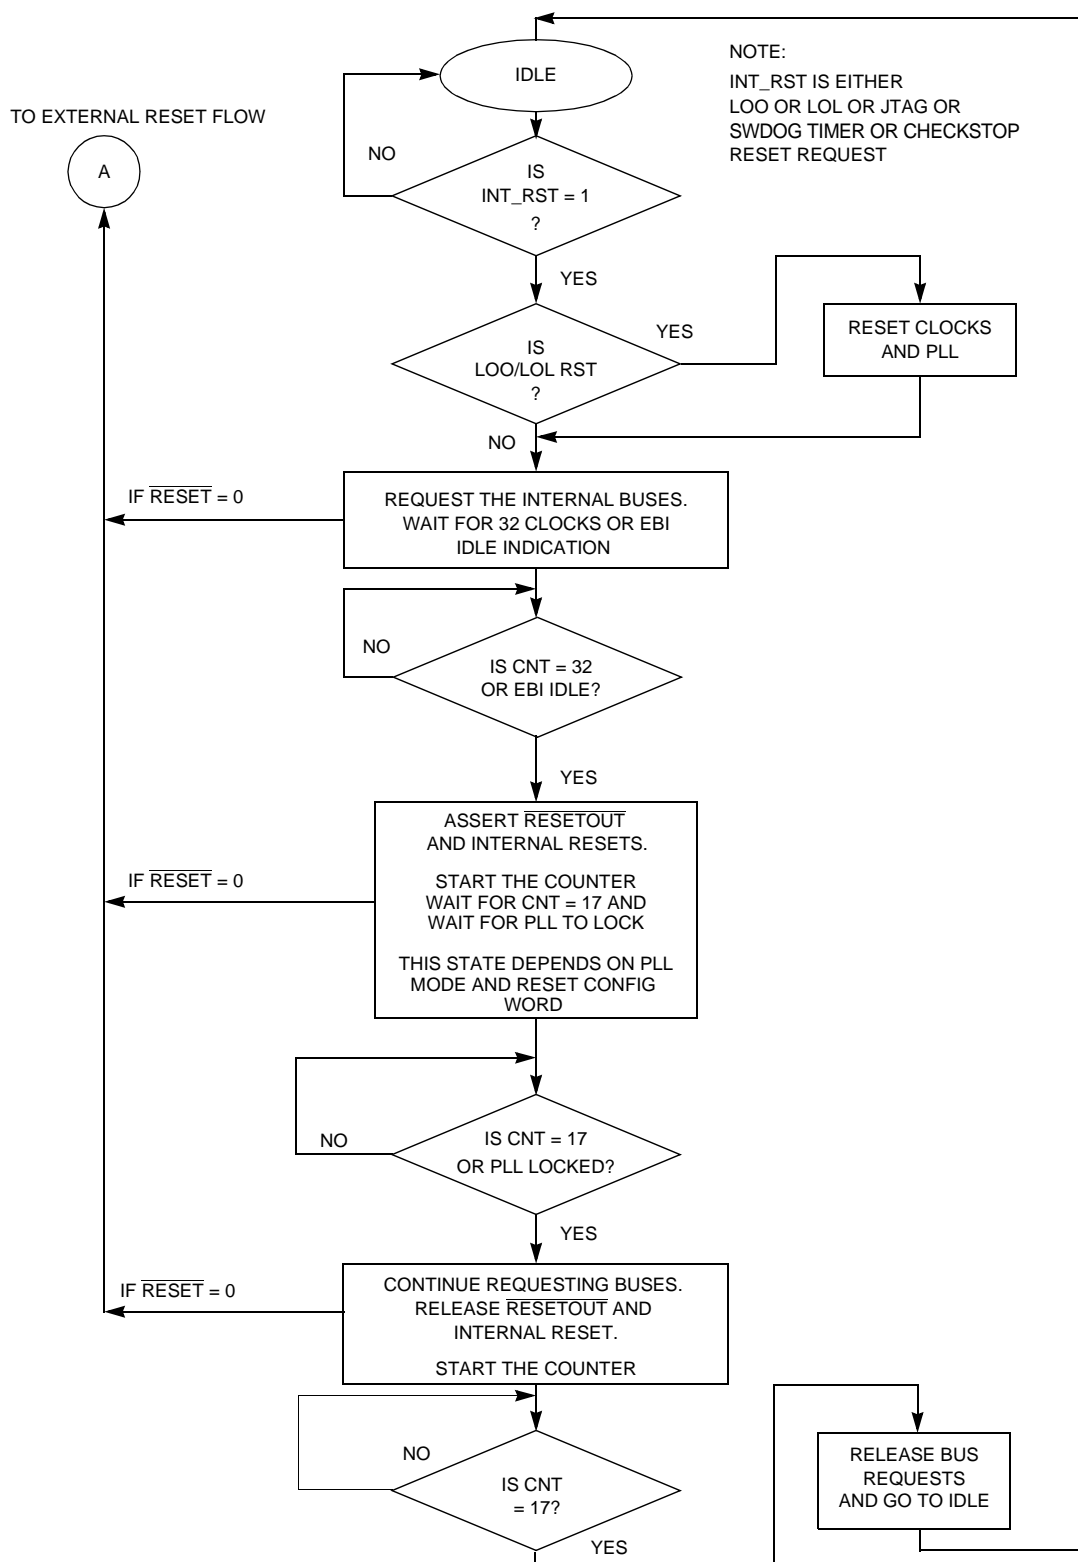 IDLE
NOTE:
INT_RST IS EITHER
LOO OR LOL OR JTAG OR
SWDOG TIMER OR CHECKSTOP
RESET REQUEST
TO EXTERNAL RESET FLOW
A
NO
IS
INT_RST = 1
?
YES
IS
LOO/LOL RST
?
YES
RESET CLOCKS
AND PLL
NO
IF RESET = 0
REQUEST THE INTERNAL BUSES.
WAIT FOR 32 CLOCKS OR EBI
IDLE INDICATION
NO
IS CNT = 32
OR EBI IDLE?
YES
ASSERT RESETOUT
AND INTERNAL RESETS.
START THE COUNTER
WAIT FOR CNT = 17 AND
WAIT FOR PLL TO LOCK
THIS STATE DEPENDS ON PLL
MODE AND RESET CONFIG
WORD
IF RESET = 0
NO
IS CNT = 17
OR PLL LOCKED?
YES
IF RESET = 0
CONTINUE REQUESTING BUSES.
RELEASE RESETOUT AND
INTERNAL RESET.
START THE COUNTER
NO
IS CNT
= 17?
YES
RELEASE BUS
REQUESTS
AND GO TO IDLE